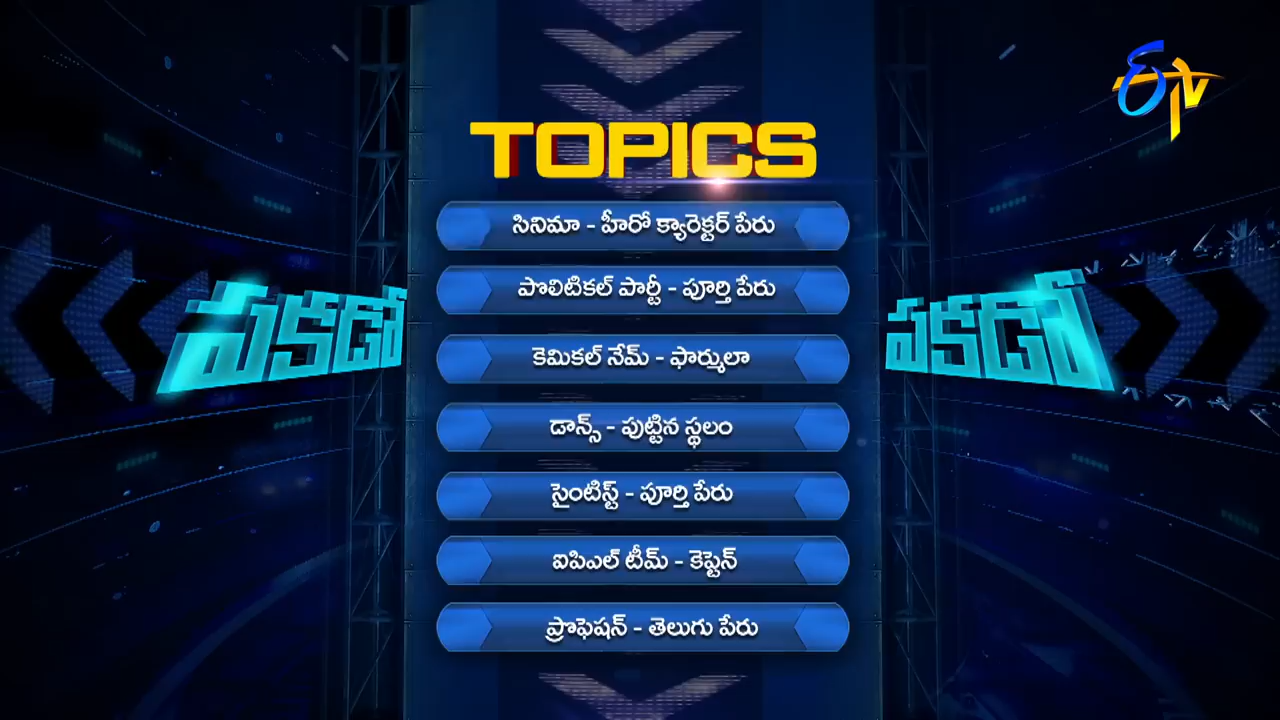 ETV
TOPICS
సినిమా - హీరో క్యారెక్టర్ పేరు
పొలిటికల్ పార్టీ - పూర్తి పేరు
కెమికల్ నేమ్ - ఫార్ములా
డాన్స్ - పుట్టిన స్థలం
సైంటిస్ట్ - పూర్తి పేరు
ఐపిఎల్ టీమ్ - కెప్టెన్
ప్రొఫెషన్ - తెలుగు పేరు
పకడో
పకడో